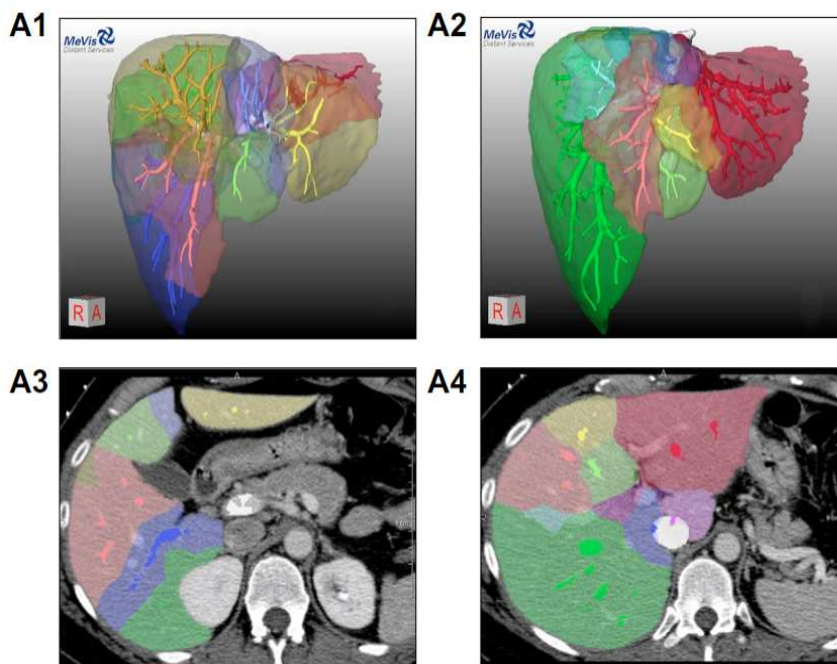 A1
MeVis
Distant Services
R A
A2
MeVis
Distant Services
R A
A3
A
A4
A